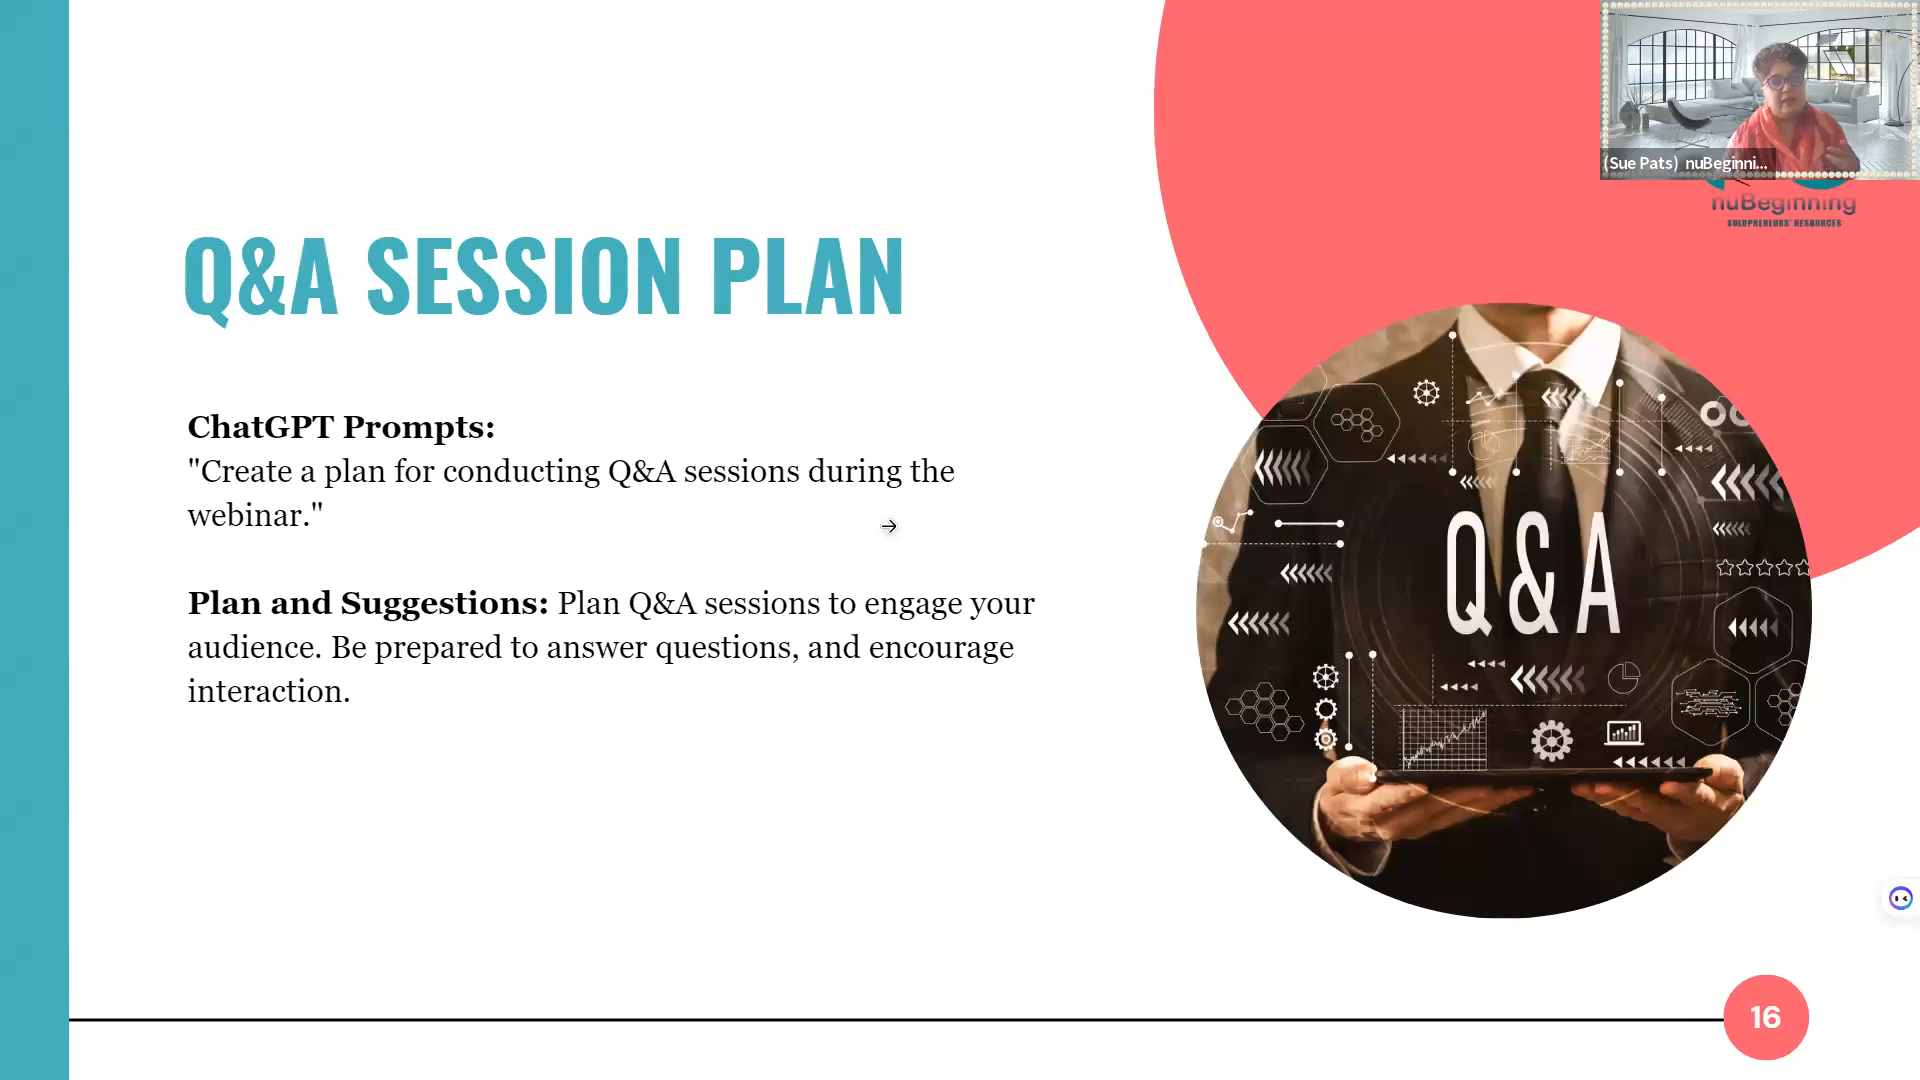 (Sue Pats) nuBeginni...
nuBeginning
SOLOPRENEURS' RESOURCES
Q&A SESSION PLAN
ChatGPT Prompts:
"Create a plan for conducting Q&A sessions during the
webinar."
Plan and Suggestions: Plan Q&A sessions to engage your
audience. Be prepared to answer questions, and encourage
interaction.
Q&A
16